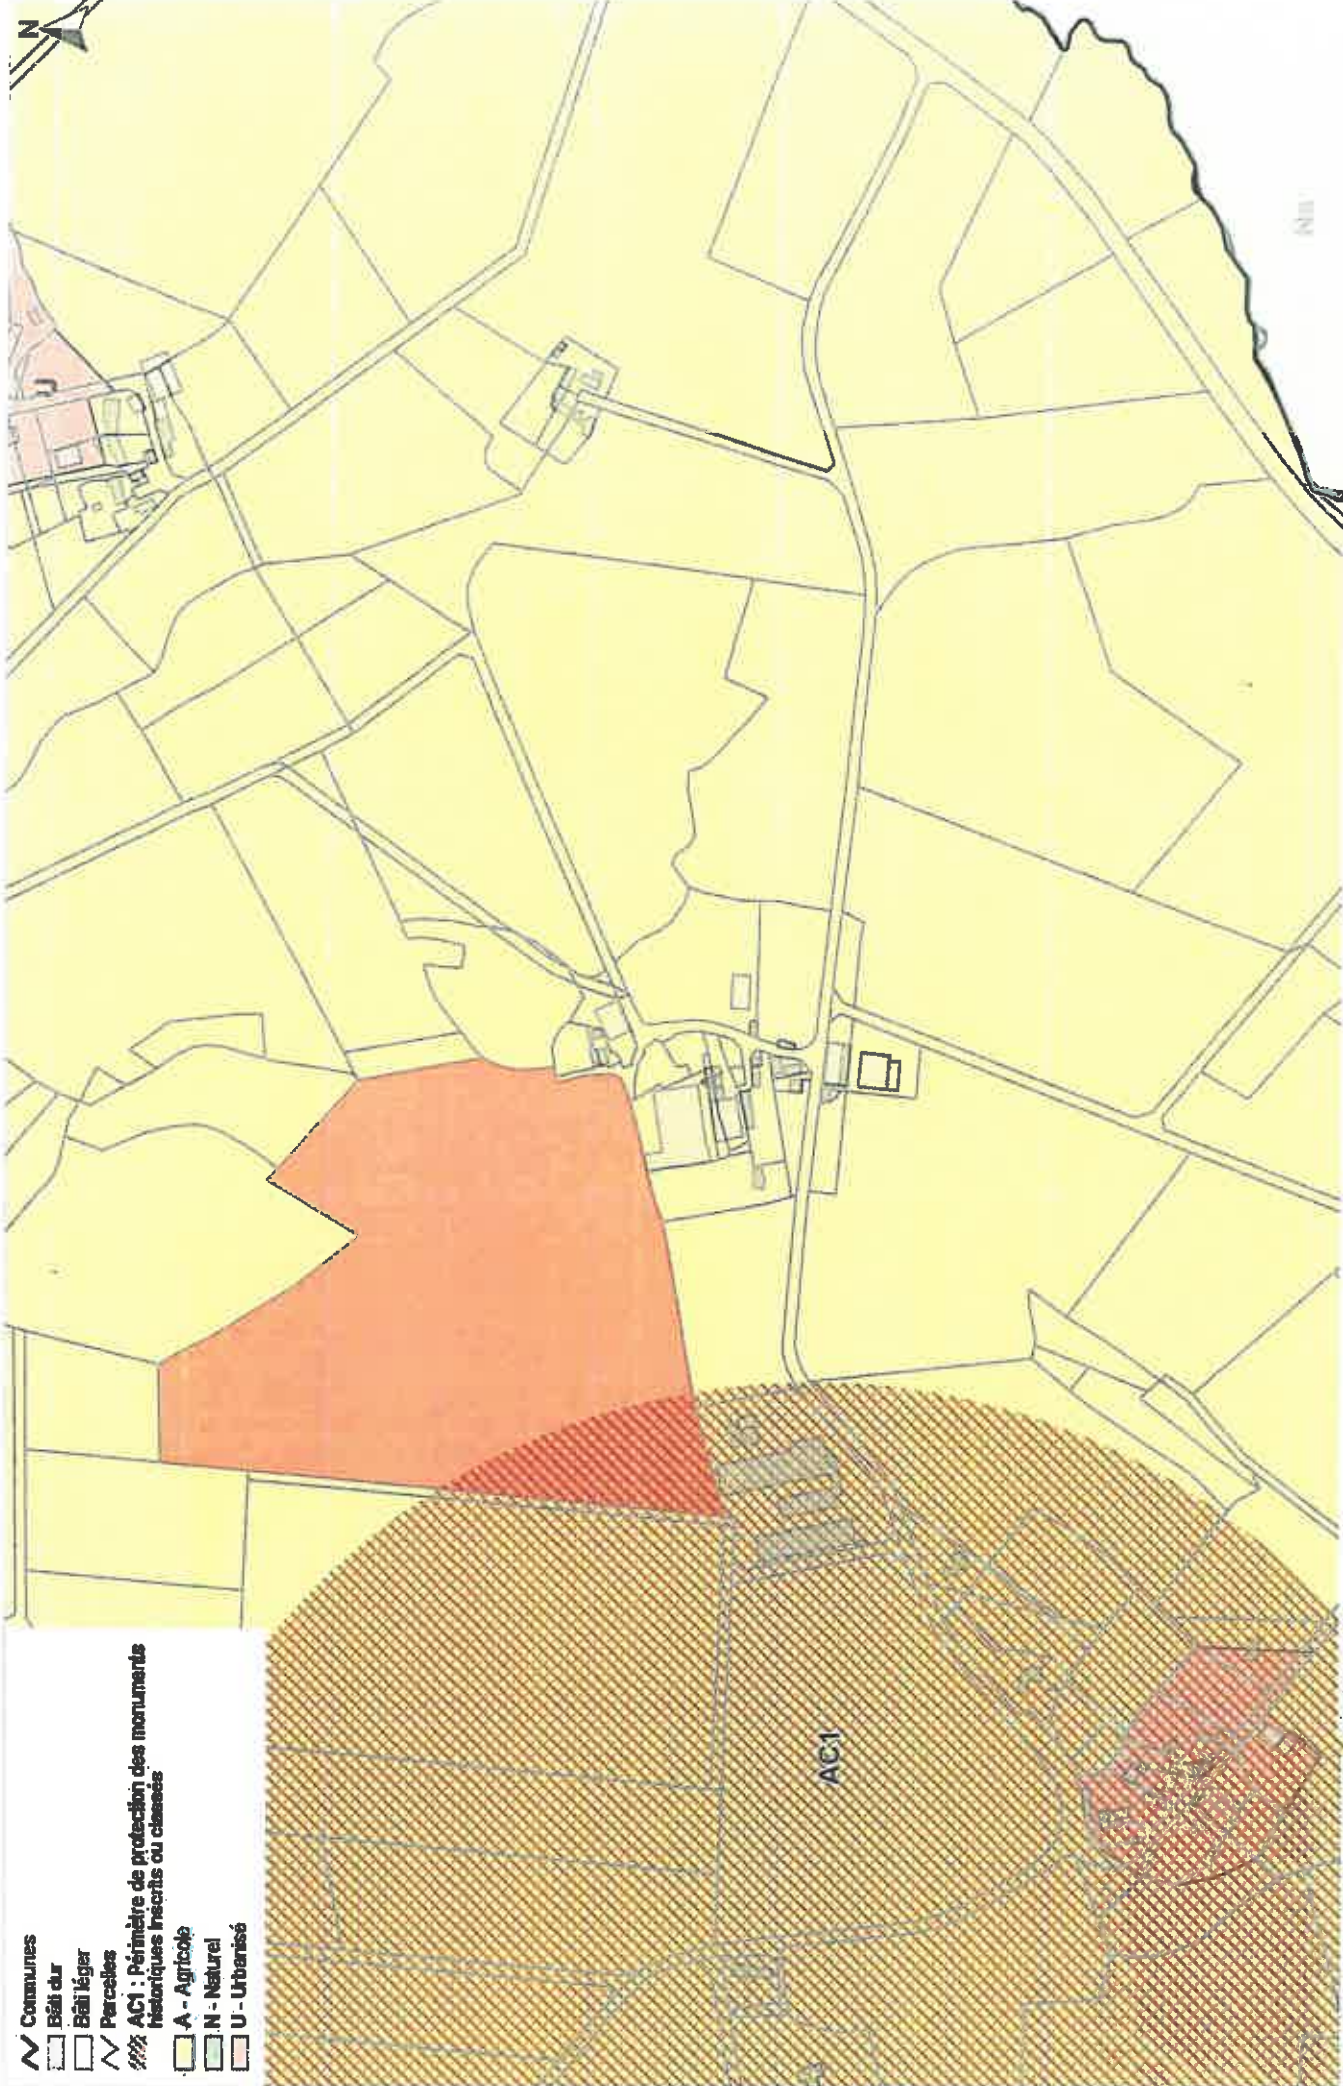 N
Communes
Bâti dur
Bâti léger
Parcelles
AC1 : Périmètre de protection des monuments
historiques inscrits ou classés
A - Agricole
N - Naturel
U - Urbanisé
U
AC1